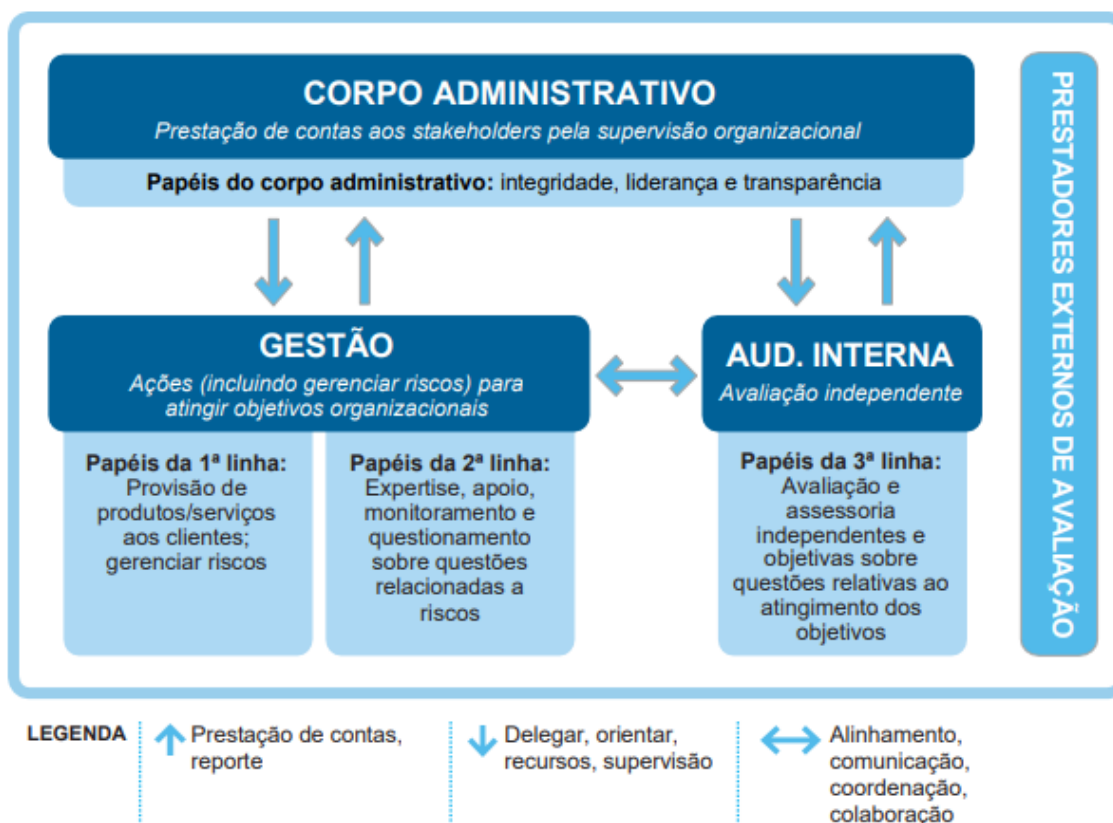 CORPO ADMINISTRATIVO
Prestação de contas aos stakeholders pela supervisão organizacional
Papéis do corpo administrativo: integridade, liderança e transparência
GESTÃO
Ações (incluindo gerenciar riscos) para
atingir objetivos organizacionais
Papéis da 1ª linha:
Provisão de
produtos/serviços
aos clientes;
gerenciar riscos
Papéis da 2ª linha:
Expertise, apoio,
monitoramento e
questionamento
sobre questões
relacionadas a
riscos
AUD. INTERNA
Avaliação independente
Papéis da 3ª linha:
Avaliação e
assessoria
independentes e
objetivas sobre
questões relativas ao
atingimento dos
objetivos
PRESTADORES EXTERNOS DE AVALIAÇÃO
LEGENDA
Prestação de contas,
reporte
Delegar, orientar,
recursos, supervisão
Alinhamento,
comunicação,
coordenação,
colaboração